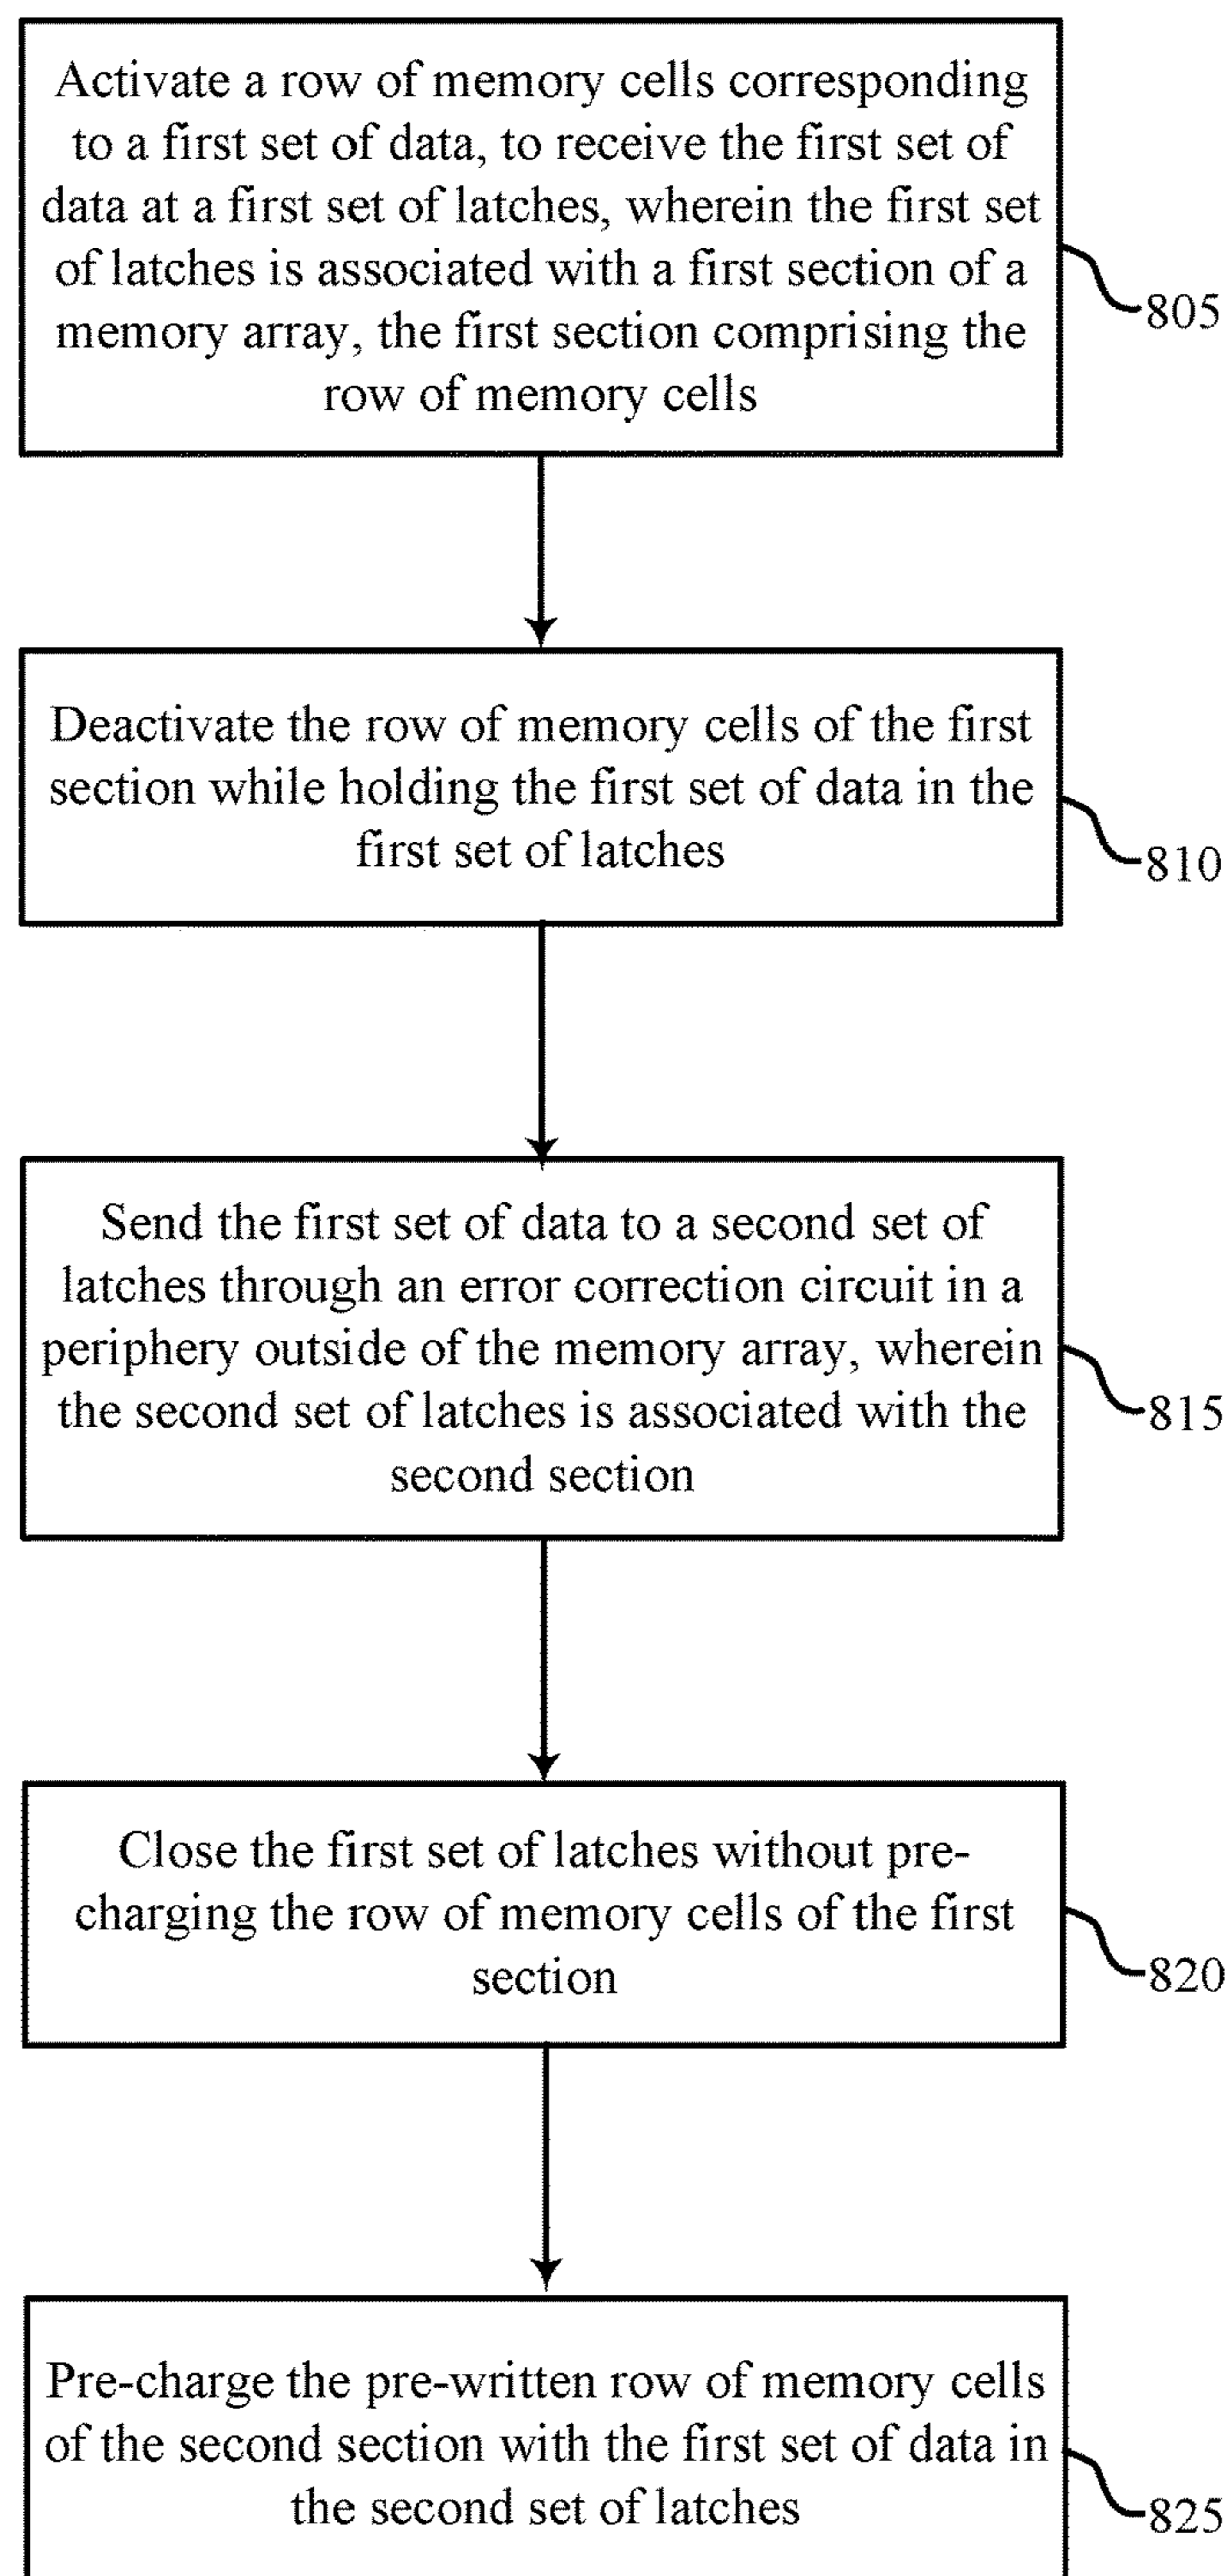 Activate a row of memory cells corresponding
to a first set of data, to receive the first set of
data at a first set of latches, wherein the first set
of latches is associated with a first section of a
memory array, the first section comprising the
row of memory cells
805
Deactivate the row of memory cells of the first
section while holding the first set of data in the
first set of latches
810
Send the first set of data to a second set of
latches through an error correction circuit in a
periphery outside of the memory array, wherein
the second set of latches is associated with the
second section
815
Close the first set of latches without pre-
charging the row of memory cells of the first
section
820
Pre-charge the pre-written row of memory cells
of the second section with the first set of data in
the second set of latches
825